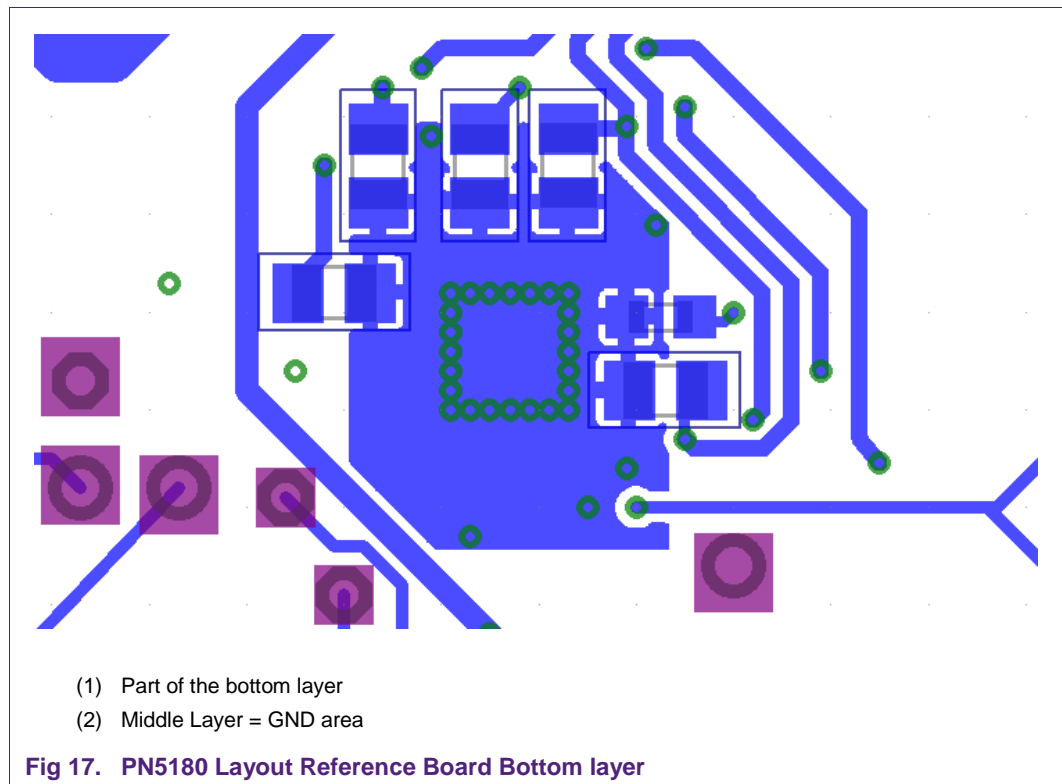 (1) Part of the bottom layer
(2) Middle Layer = GND area
Fig 17. PN5180 Layout Reference Board Bottom layer